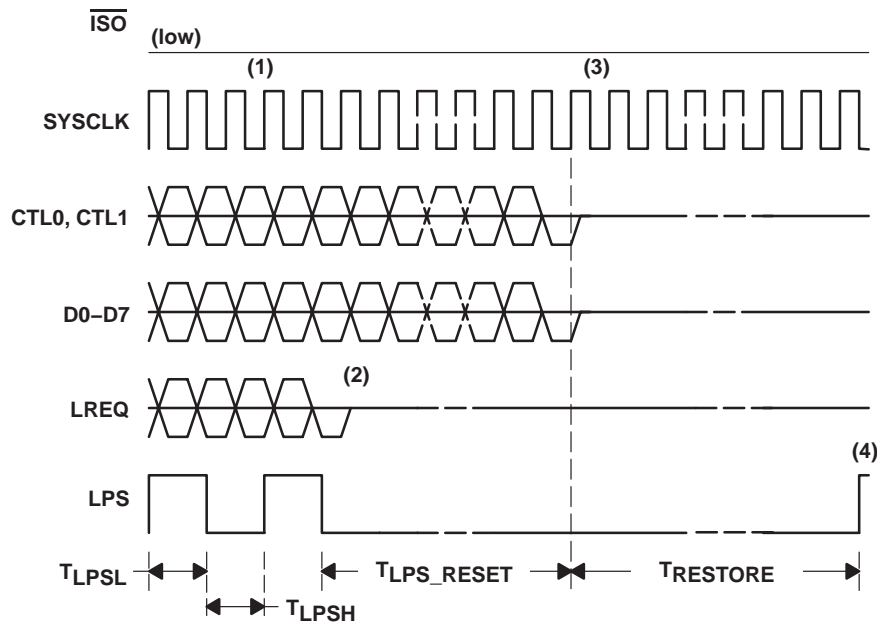 ISO
(low)
(1)
(3)
SYSCLK
CTL0, CTL1
D0–D7
(2)
LREQ
(4)
LPS
TLPSL
TLPS_RESET
TRESTORE
TLPSH